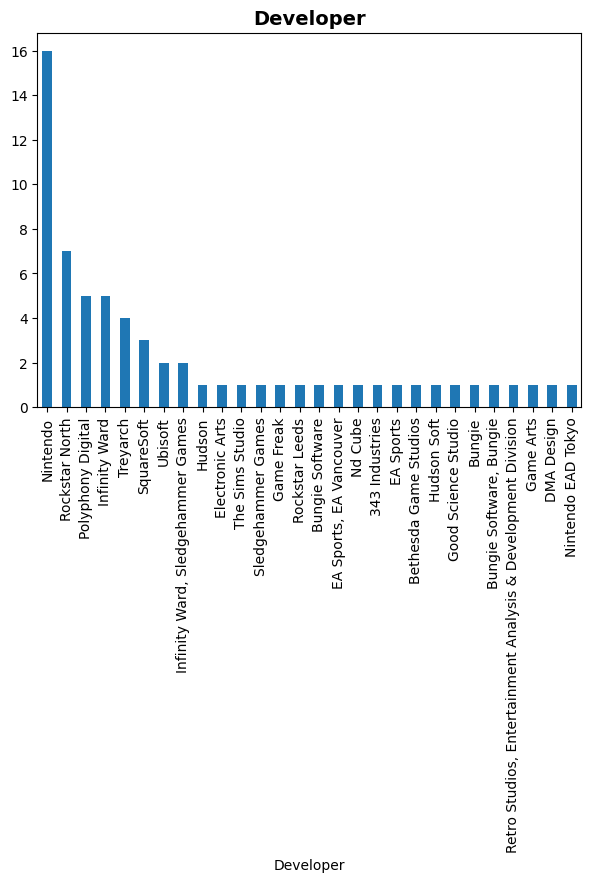 Developer
16
14
12
10
8
6
4
2
0
Nintendo
Rockstar North
Polyphony Digital
Infinity Ward
Treyarch
SquareSoft
Ubisoft
Infinity Ward, Sledgehammer Games
Hudson
Electronic Arts
The Sims Studio
Sledgehammer Games
Game Freak
Rockstar Leeds
Bungie Software
EA Sports, EA Vancouver
Nd Cube
343 Industries
EA Sports
Bethesda Game Studios
Hudson Soft
Good Science Studio
Bungie
Bungie Software, Bungie
Retro Studios, Entertainment Analysis & Development Division
Game Arts
DMA Design
Nintendo EAD Tokyo
Developer